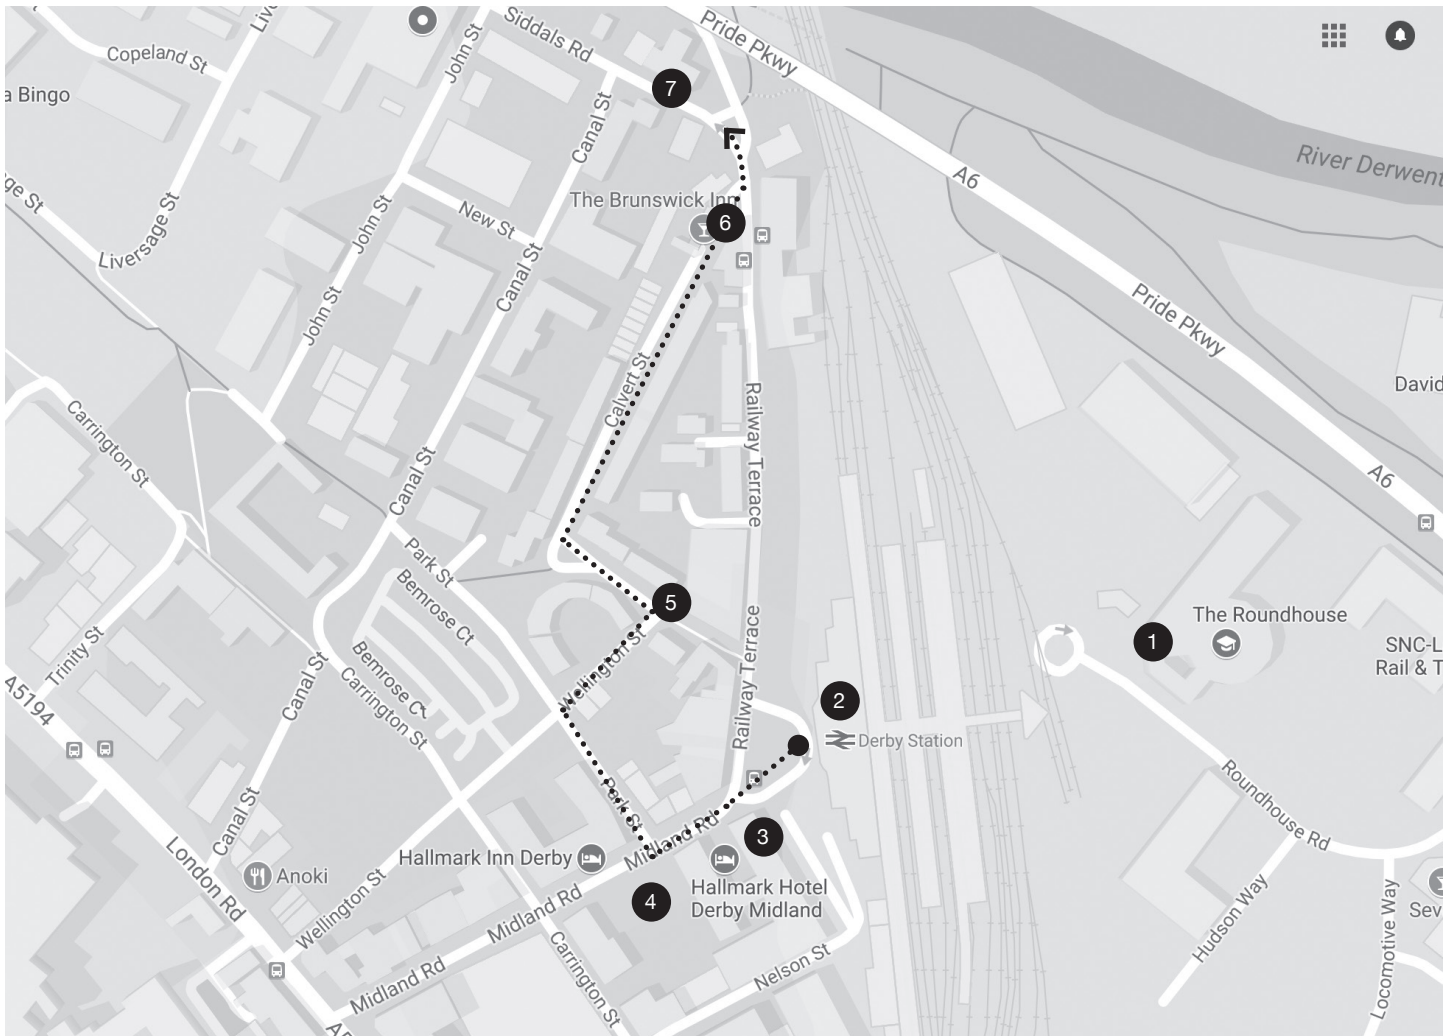 Siddals Rd
Pride Pkwy
Copeland St
John St
a Bingo
7
Canal St
River Derwent
A6
The Brunswick Inn
6
New St
John St
Liversage St
Canal St
John St
Pride Pkwy
Calvert St
Railway Terrace
David
Carrington St
Canal St
A6
Park St
Bemrose Ct
5
The Roundhouse
1
SNC-L
Rail & T
Trinity St
Wellington St
Railway Terrace
Bemrose Ct
Canal St
Carrington St
2
A5194
Derby Station
Park St
Roundhouse Rd
Canal St
Midland Rd
3
Hallmark Inn Derby
London Rd
Anoki
Hallmark Hotel
Derby Midland
4
Wellington St
Midland Rd
Sev
Hudson Way
Locomotive Way
Nelson St
Carrington St
Midland Rd